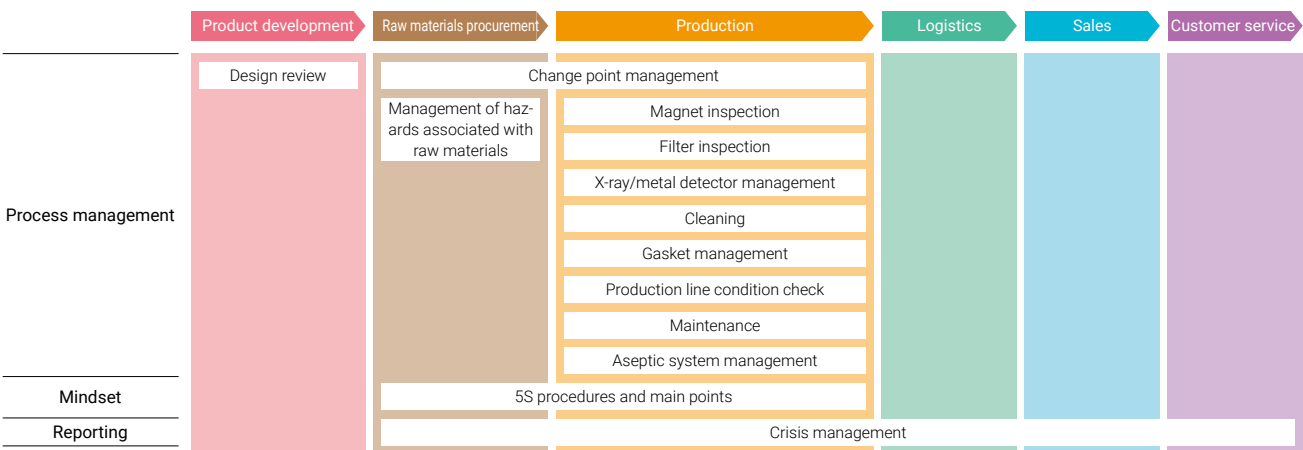 Product development
Raw materials procurement
Production
Logistics
Sales
Customer service
Process management
Design review
Change point management
Management of haz-
ards associated with
raw materials
Magnet inspection
Filter inspection
X-ray/metal detector management
Cleaning
Gasket management
Production line condition check
Maintenance
Aseptic system management
Mindset
5S procedures and main points
Reporting
Crisis management